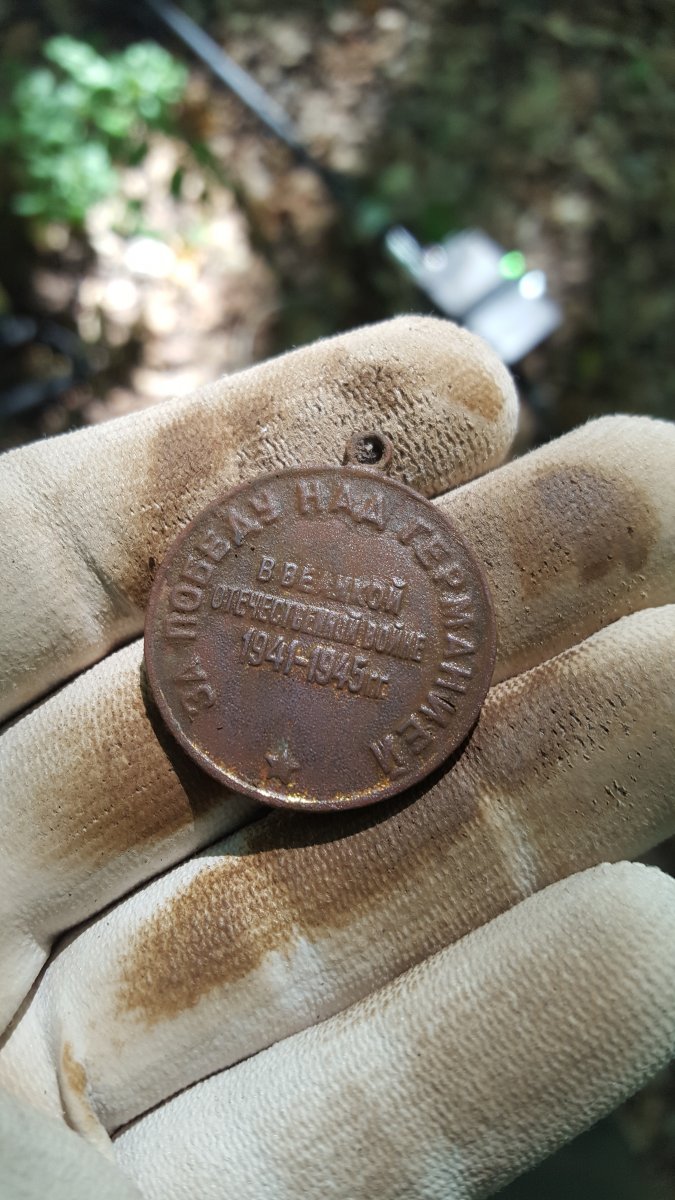 ЗА ПОБЕДУ НАД ГЕРМАНИЕЙ
В ВЕЛИКОЙ
ОТЕЧЕСТВЕННОЙ ВОЙНЕ
1941-1945 гг